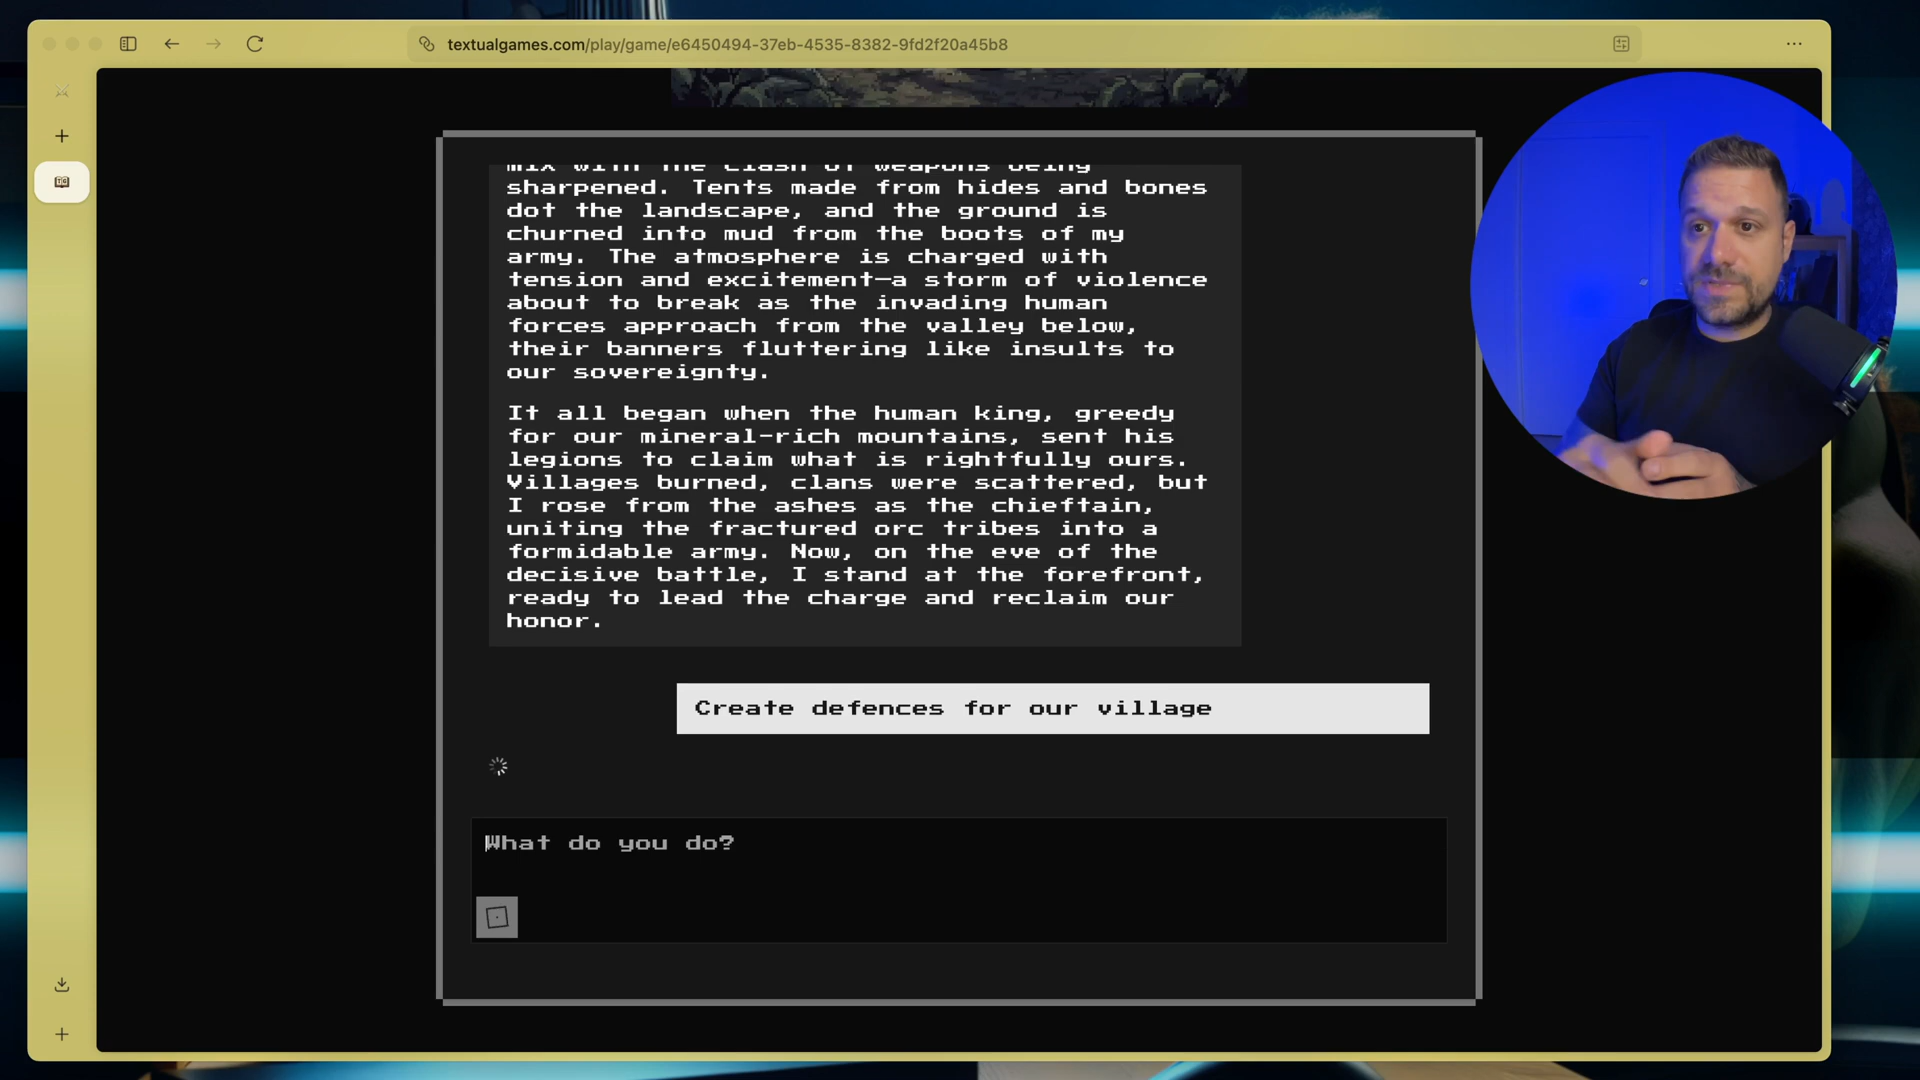 textualgames.com/play/game/e6450494-37eb-4535-8382-9fd2f20a45b8
mix with the clash of weapons being
sharpened. Tents made from hides and bones
dot the landscape, and the ground is
churned into mud from the boots of my
army. The atmosphere is charged with
tension and excitement—a storm of violence
about to break as the invading human
forces approach from the valley below,
their banners fluttering like insults to
our sovereignty.
It all began when the human king, greedy
for our mineral-rich mountains, sent his
legions to claim what is rightfully ours.
Villages burned, clans were scattered, but
I rose from the ashes as the chieftain,
uniting the fractured orc tribes into a
formidable army. Now, on the eve of the
decisive battle, I stand at the forefront,
ready to lead the charge and reclaim our
honor.
Create defences for our village
What do you do?